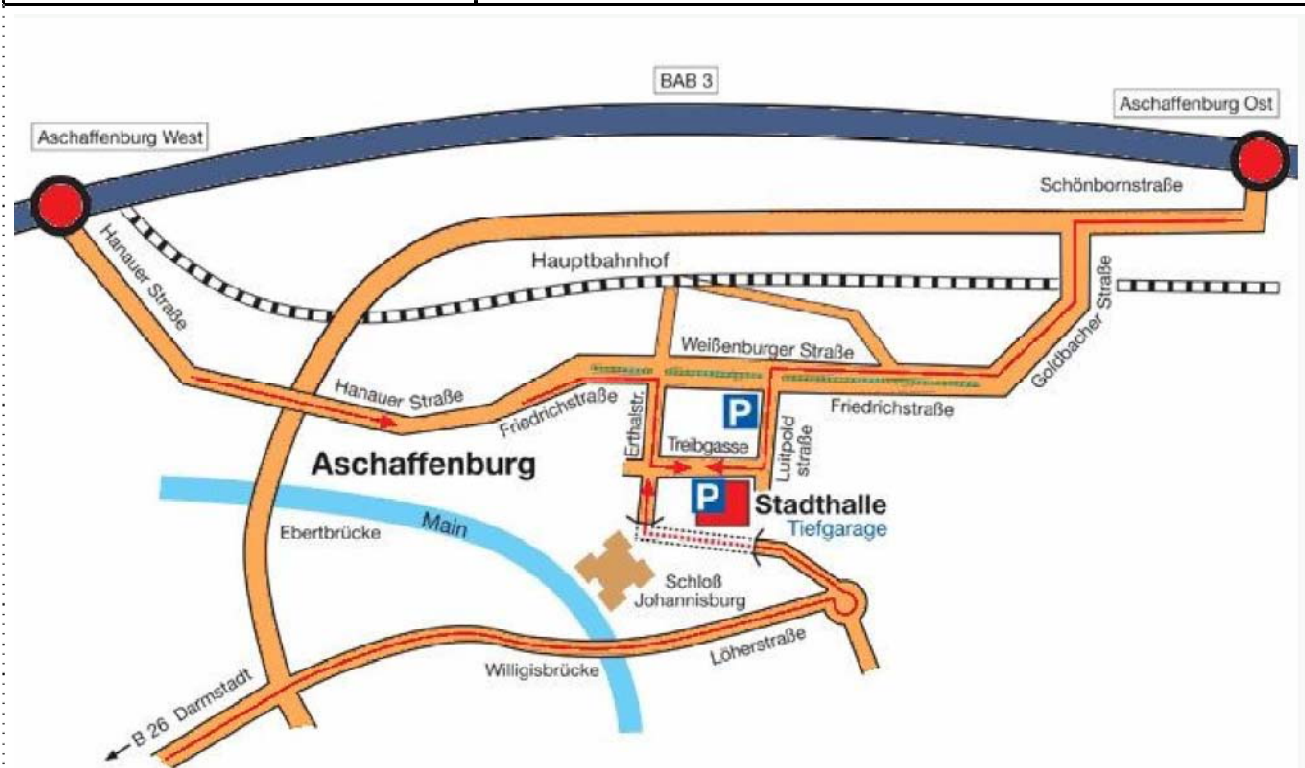 BAB 3
Aschaffenburg Ost
Aschaffenburg West
Schönbornstraße
Hanauer Straße
Hauptbahnhof
Goldbacher Straße
Weißenburger Straße
Hanauer Straße
Friedrichstraße
Friedrichstraße
Erthalstr.
P
Treibgasse
Luitpold
straße
Aschaffenburg
P
Stadthalle
Tiefgarage
Main
Ebertbrücke
Schloß
Johannisburg
Löherstraße
Willigisbrücke
B 26 Darmstadt